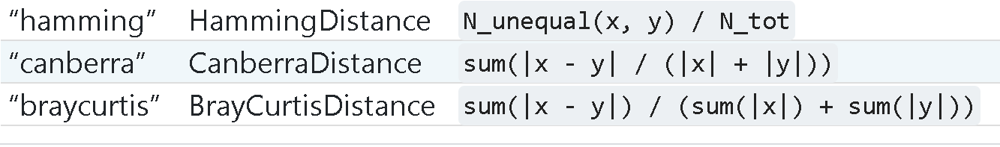 “hamming” HammingDistance N_unequal(x, y) / N_tot
“canberra” CanberraDistance sum(|x - y| / (|x| + |y|))
“braycurtis” BrayCurtisDistance sum(|x - y|) / (sum(|x|) + sum(|y|))